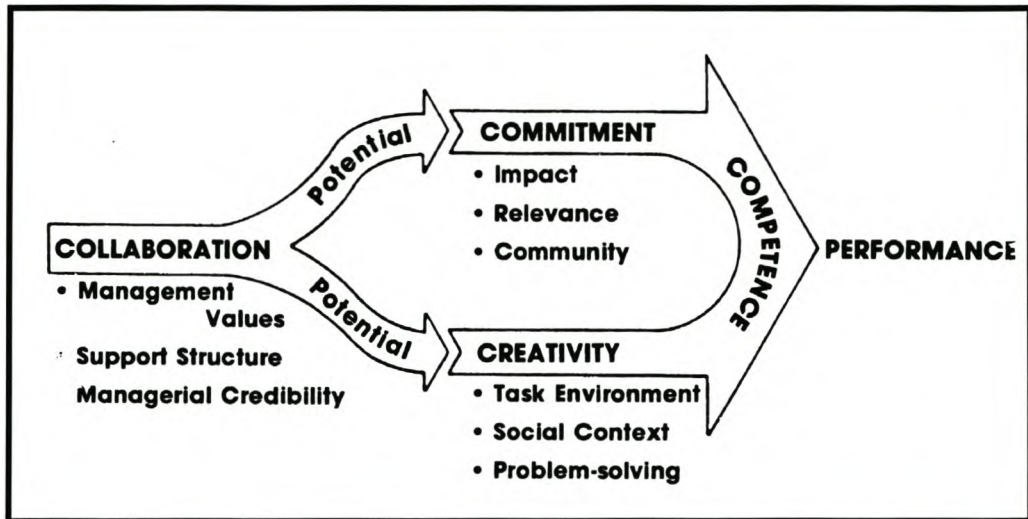 COLLABORATION
• Management
Values
• Support Structure
Managerial Credibility
Potential
Potential
COMMITMENT
• Impact
• Relevance
• Community
CREATIVITY
• Task Environment
• Social Context
• Problem-solving
COMPETENCE
PERFORMANCE